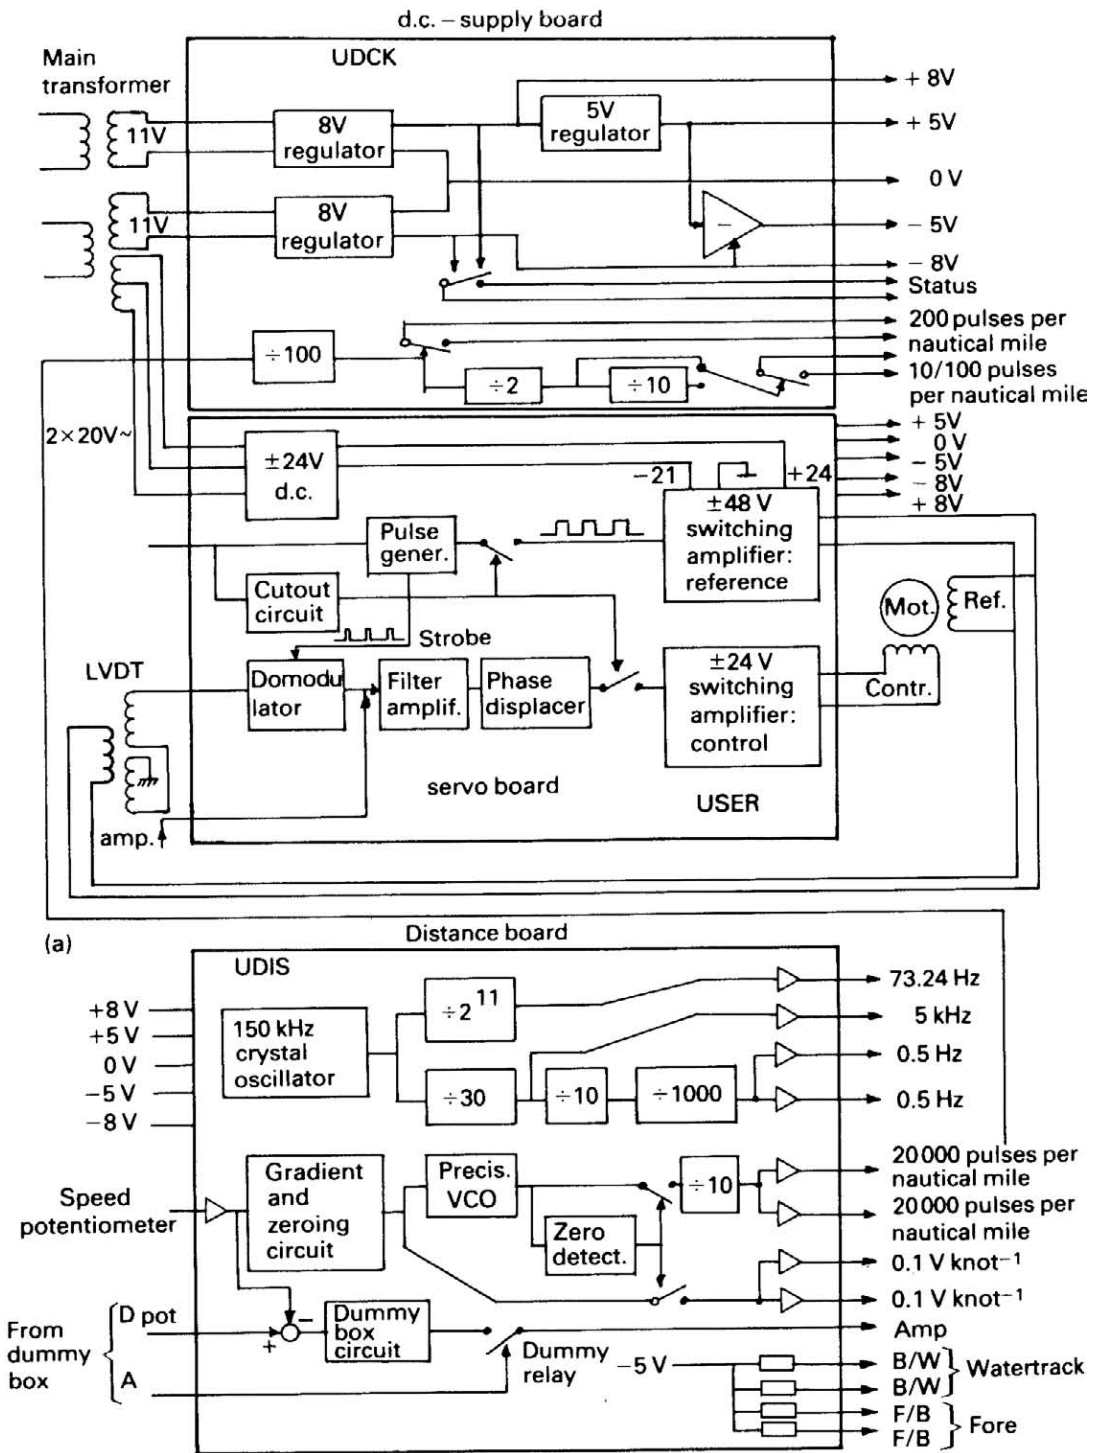 d.c. – supply board
UDCK
Main
transformer
11V
8V
regulator
5V
regulator
+ 8V
+ 5V
0 V
11V
8V
regulator
–
– 5V
– 8V
Status
÷100
÷2
÷10
200 pulses per
nautical mile
10/100 pulses
per nautical mile
2×20V~
±24V
d.c.
−21
+24
+ 5V
0 V
– 5V
– 8V
+ 8V
Pulse
gener.
±48 V
switching
amplifier:
reference
Cutout
circuit
Strobe
Mot.
Ref.
LVDT
Domodu
lator
Filter
amplif.
Phase
displacer
±24 V
switching
amplifier:
control
Contr.
servo board
USER
amp.
(a)
Distance board
UDIS
+8 V
+5 V
0 V
−5 V
−8 V
150 kHz
crystal
oscillator
÷2¹¹
÷30
÷10
÷1000
73.24 Hz
5 kHz
0.5 Hz
0.5 Hz
Speed
potentiometer
Gradient
and
zeroing
circuit
Precis.
VCO
Zero
detect.
÷10
20 000 pulses per
nautical mile
20 000 pulses per
nautical mile
0.1 V knot⁻¹
0.1 V knot⁻¹
From
dummy
box
D pot
A
+
−
Dummy
box
circuit
Dummy
relay
Amp
−5 V
B/W
B/W
Watertrack
F/B
F/B
Fore